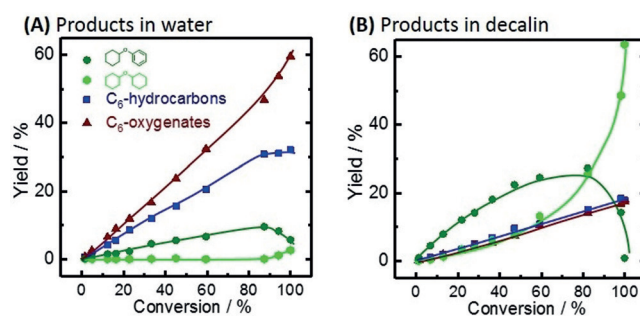 (A) Products in water
Yield / %
60
40
20
0
C6-hydrocarbons
C6-oxygenates
0 20 40 60 80 100
Conversion / %
(B) Products in decalin
Yield / %
60
40
20
0
0 20 40 60 80 100
Conversion / %